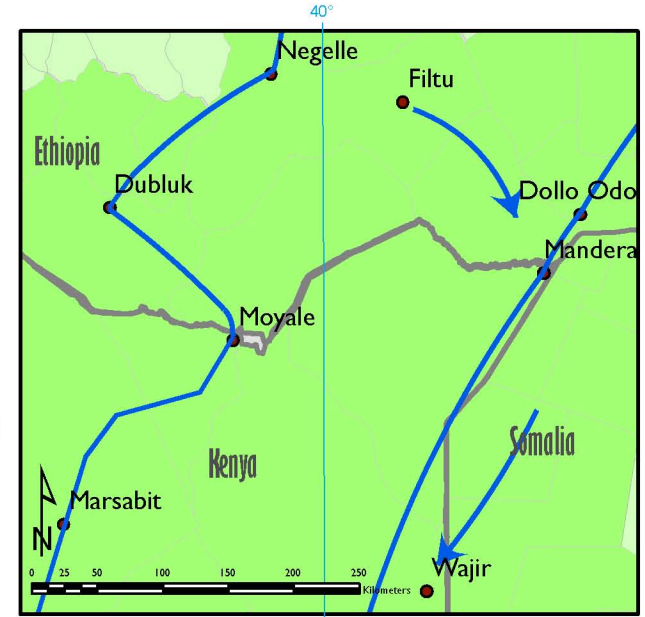 40°
Negelle
Filtu
Ethiopia
Dubluk
Dollo Odo
Mandera
Moyale
Somalia
Kenya
Marsabit
N
Wajir
0 25 50 100 150 200 250
Kilometers